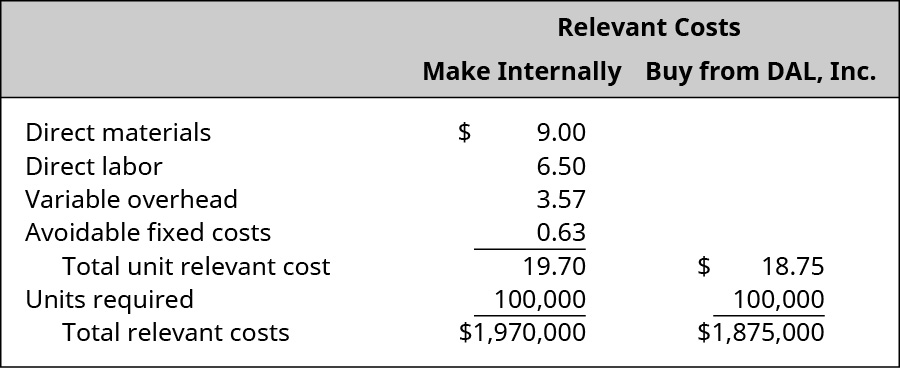 Relevant Costs
Make Internally Buy from DAL, Inc.
Direct materials $ 9.00
Direct labor 6.50
Variable overhead 3.57
Avoidable fixed costs 0.63
Total unit relevant cost 19.70 $ 18.75
Units required 100,000 100,000
Total relevant costs $1,970,000 $1,875,000